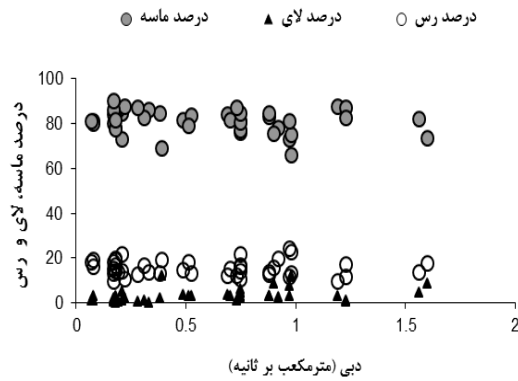 درصد ماسه درصد لای درصد رس
100
80
60
40
20
0
درصد ماسه، لای و رس
0 0.5 1 1.5 2
دبی (مترمکعب بر ثانیه)